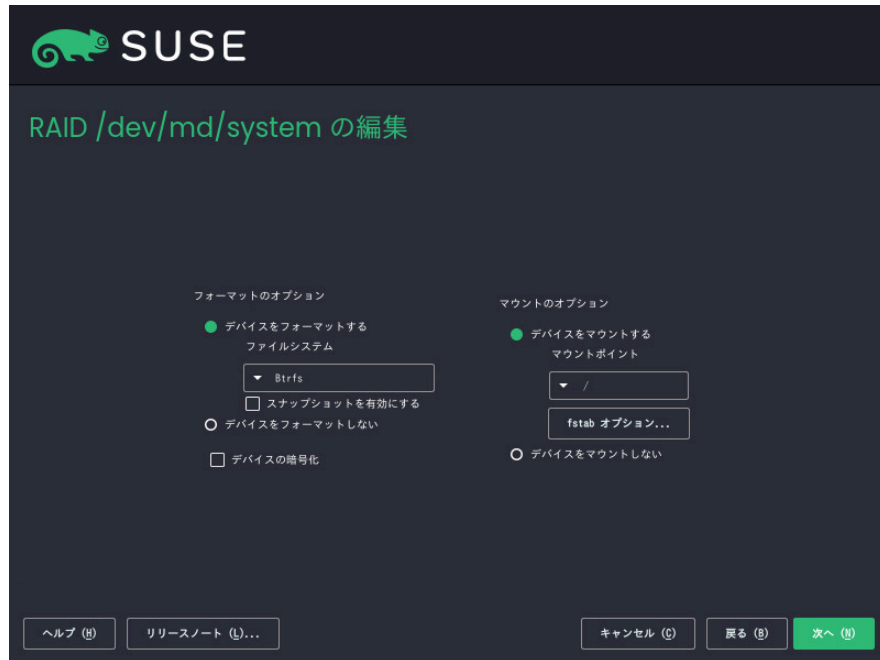 SUSE
RAID /dev/md/system の編集
フォーマットのオプション
デバイスをフォーマットする
ファイルシステム
Btrfs
スナップショットを有効にする
デバイスをフォーマットしない
デバイスの暗号化
マウントのオプション
デバイスをマウントする
マウントポイント
/
fstab オプション...
デバイスをマウントしない
ヘルプ (H)
リリースノート (L)...
キャンセル (C)
戻る (B)
次へ (N)